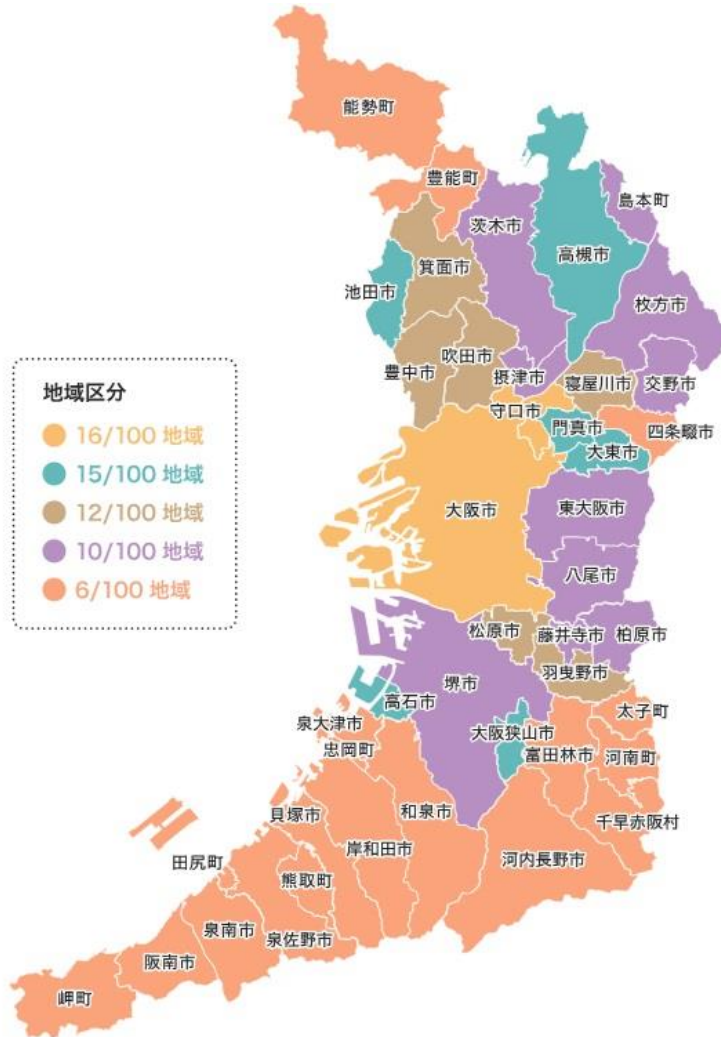 能勢町
豊能町
島本町
茨木市
高槻市
箕面市
池田市
枚方市
吹田市
豊中市
摂津市
寝屋川市
交野市
地域区分
守口市
門真市
四条畷市
16/100 地域
大東市
15/100 地域
大阪市
東大阪市
12/100 地域
10/100 地域
八尾市
6/100 地域
松原市
藤井寺市
柏原市
羽曳野市
堺市
高石市
太子町
泉大津市
大阪狭山市
忠岡町
富田林市
河南町
貝塚市
和泉市
千早赤阪村
岸和田市
田尻町
河内長野市
熊取町
泉南市
泉佐野市
阪南市
岬町